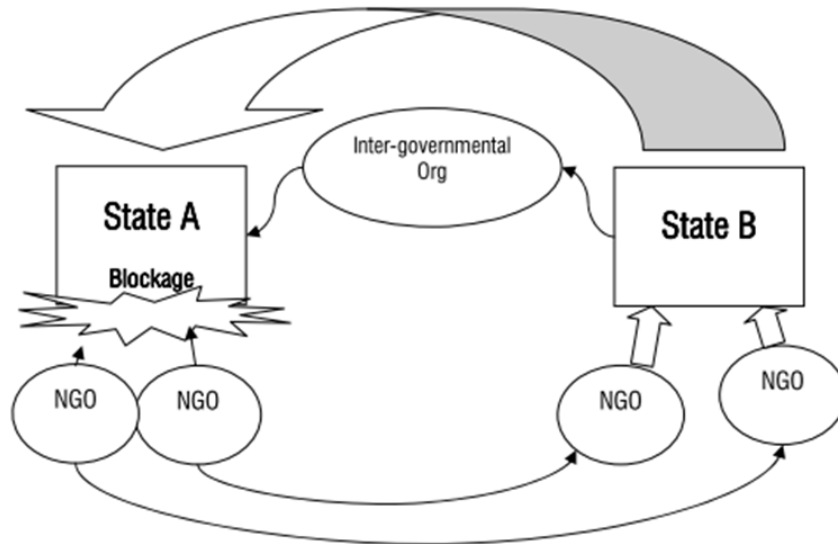 Inter-governmental
Org
State A
State B
Blockage
NGO
NGO
NGO
NGO